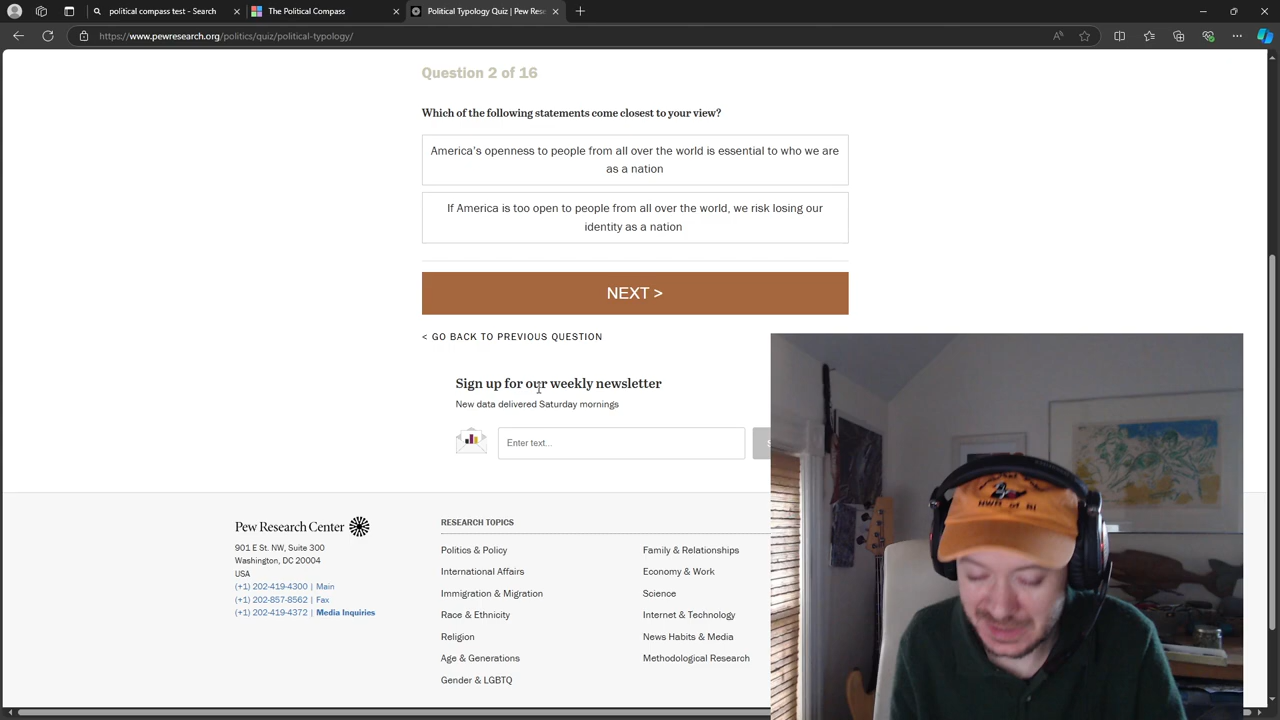 political compass test - Search
The Political Compass
Political Typology Quiz | Pew Rese
https://www.pewresearch.org/politics/quiz/political-typology/
Question 2 of 16
Which of the following statements come closest to your view?
America's openness to people from all over the world is essential to who we are
as a nation
If America is too open to people from all over the world, we risk losing our
identity as a nation
NEXT >
< GO BACK TO PREVIOUS QUESTION
Sign up for our weekly newsletter
New data delivered Saturday mornings
Enter text...
Pew Research Center
901 E St. NW, Suite 300
Washington, DC 20004
USA
(+1) 202-419-4300 | Main
(+1) 202-857-8562 | Fax
(+1) 202-419-4372 | Media Inquiries
RESEARCH TOPICS
Politics & Policy
International Affairs
Immigration & Migration
Race & Ethnicity
Religion
Age & Generations
Gender & LGBTQ
Family & Relationships
Economy & Work
Science
Internet & Technology
News Habits & Media
Methodological Research